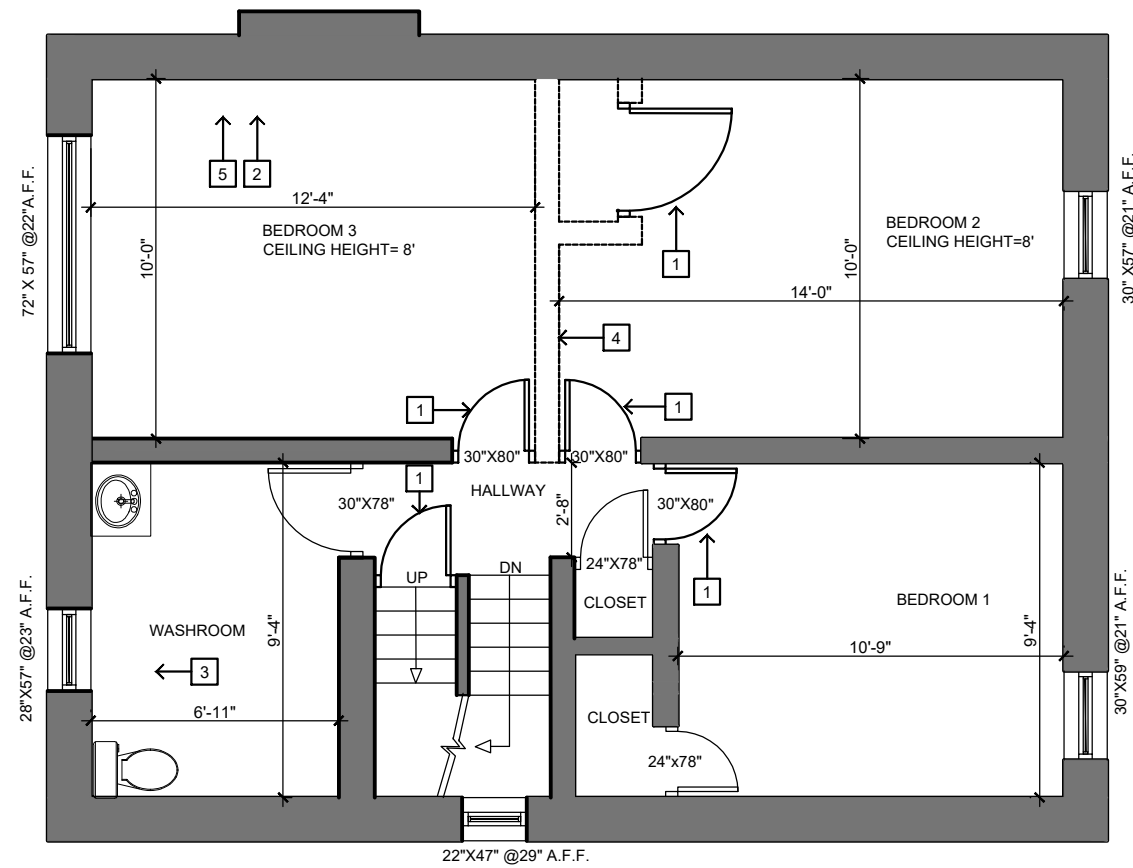 5
2
12'-4"
BEDROOM 3
CEILING HEIGHT= 8'
10'-0"
72" X 57" @22"A.F.F.
1
BEDROOM 2
CEILING HEIGHT=8'
10'-0"
14'-0"
30" X57" @21" A.F.F.
4
1
1
30"X80"
30"X80"
1
HALLWAY
30"X78"
2'-8"
30"X80"
24"X78"
1
UP
DN
CLOSET
BEDROOM 1
WASHROOM
9'-4"
3
6'-11"
28"X57" @23" A.F.F.
10'-9"
9'-4"
30"X59" @21" A.F.F.
CLOSET
24"x78"
22"X47" @29" A.F.F.